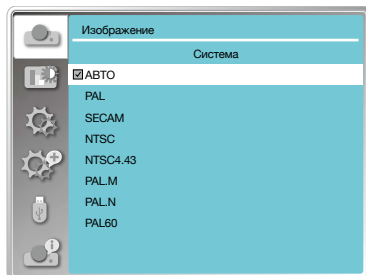 Изображение
Система
АВТО
PAL
SECAM
NTSC
NTSC4.43
PAL.M
PAL.N
PAL60